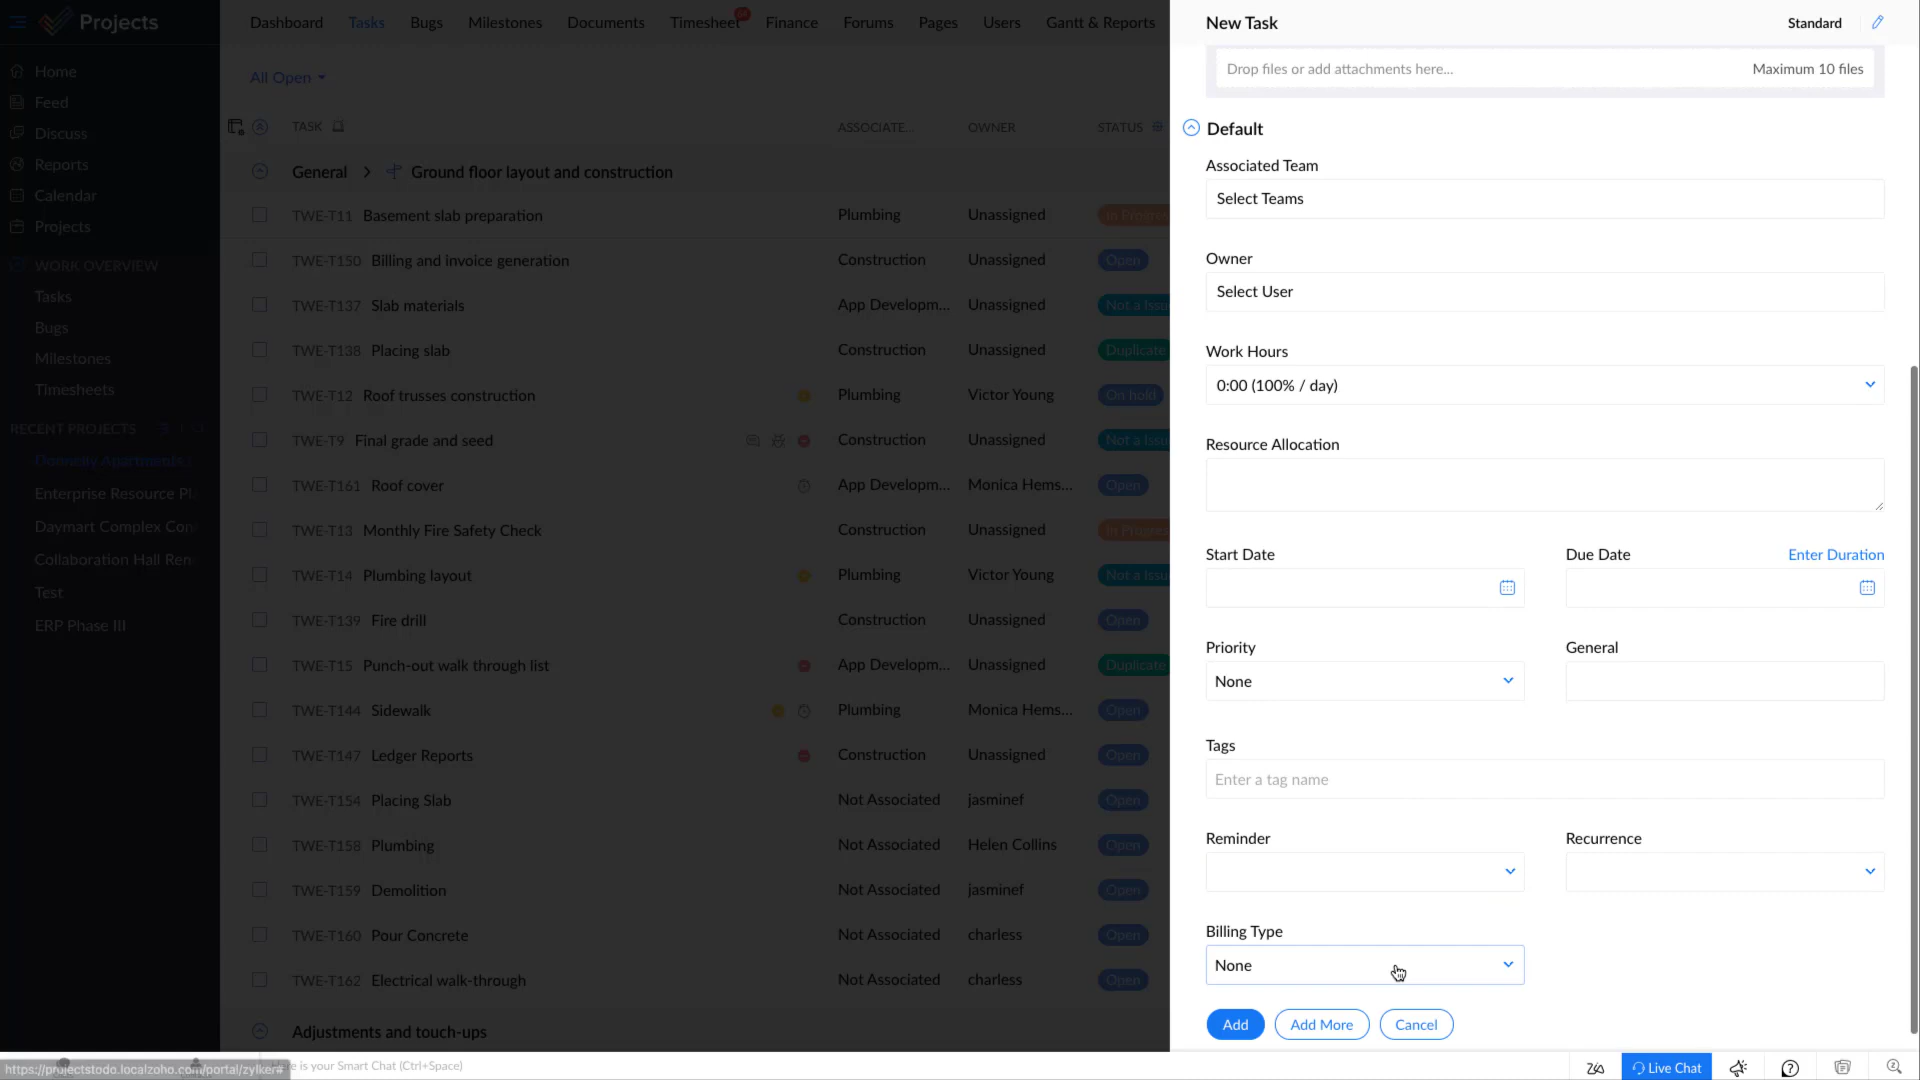 Projects
Dashboard Tasks Bugs Milestones Documents Timesheet Finance Forums Pages Users Gantt & Reports
New Task
Standard
Home
Feed
Discuss
Reports
Calendar
Projects
WORK OVERVIEW
Tasks
Bugs
Milestones
Timesheets
RECENT PROJECTS
Donnelly Apartments
Enterprise Resource Pl
Daymart Complex Con
Collaboration Hall Ren
Test
ERP Phase III
All Open
TASK ASSOCIATE... OWNER STATUS
General > Ground floor layout and construction
TWE-T11 Basement slab preparation Plumbing Unassigned In Progres
TWE-T150 Billing and invoice generation Construction Unassigned Open
TWE-T137 Slab materials App Developm... Unassigned Not a Issu
TWE-T138 Placing slab Construction Unassigned Duplicate
TWE-T12 Roof trusses construction Plumbing Victor Young On hold
TWE-T9 Final grade and seed Construction Unassigned Not a Issu
TWE-T161 Roof cover App Developm... Monica Hems... Open
TWE-T13 Monthly Fire Safety Check Construction Unassigned In Progres
TWE-T14 Plumbing layout Plumbing Victor Young Not a Issu
TWE-T139 Fire drill Construction Unassigned Open
TWE-T15 Punch-out walk through list App Developm... Unassigned Duplicate
TWE-T144 Sidewalk Plumbing Monica Hems... Open
TWE-T147 Ledger Reports Construction Unassigned Open
TWE-T154 Placing Slab Not Associated jasminef Open
TWE-T158 Plumbing Not Associated Helen Collins Open
TWE-T159 Demolition Not Associated jasminef Open
TWE-T160 Pour Concrete Not Associated charless Open
TWE-T162 Electrical walk-through Not Associated charless Open
Adjustments and touch-ups
Drop files or add attachments here... Maximum 10 files
Default
Associated Team
Select Teams
Owner
Select User
Work Hours
0:00 (100% / day)
Resource Allocation
Start Date Due Date Enter Duration
Priority General
None
Tags
Enter a tag name
Reminder Recurrence
Billing Type
None
Add Add More Cancel
https://projectstodo.localzoho.com/portal/zylker#
is your Smart Chat (Ctrl+Space)
Live Chat